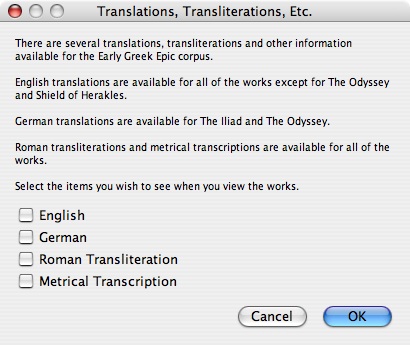 Translations, Transliterations, Etc.
There are several translations, transliterations and other information
available for the Early Greek Epic corpus.
English translations are available for all of the works except for The Odyssey
and Shield of Herakles.
German translations are available for The Iliad and The Odyssey.
Roman transliterations and metrical transcriptions are available for all of the
works.
Select the items you wish to see when you view the works.
English
German
Roman Transliteration
Metrical Transcription
Cancel
OK